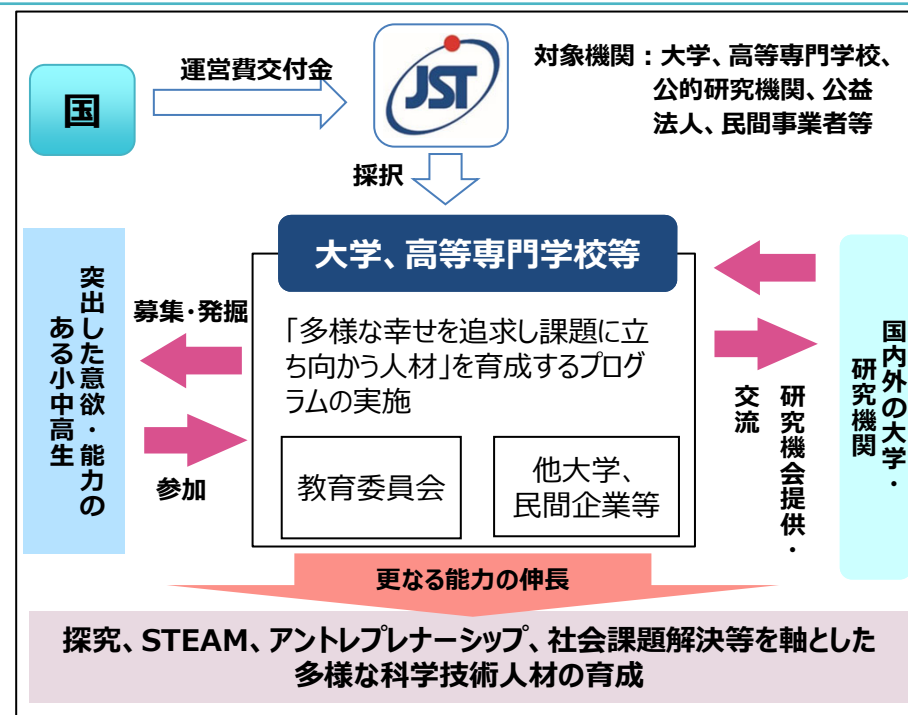 国
運営費交付金
JST
対象機関：大学、高等専門学校、
公的研究機関、公益
法人、民間事業者等
採択
大学、高等専門学校等
突出した意欲・能力の
ある小中高生
募集・発掘
参加
「多様な幸せを追求し課題に立
ち向かう人材」を育成するプログ
ラムの実施
教育委員会
他大学、
民間企業等
研究機会提供・
交流
国内外の大学・
研究機関
更なる能力の伸長
探究、STEAM、アントレプレナーシップ、社会課題解決等を軸とした
多様な科学技術人材の育成